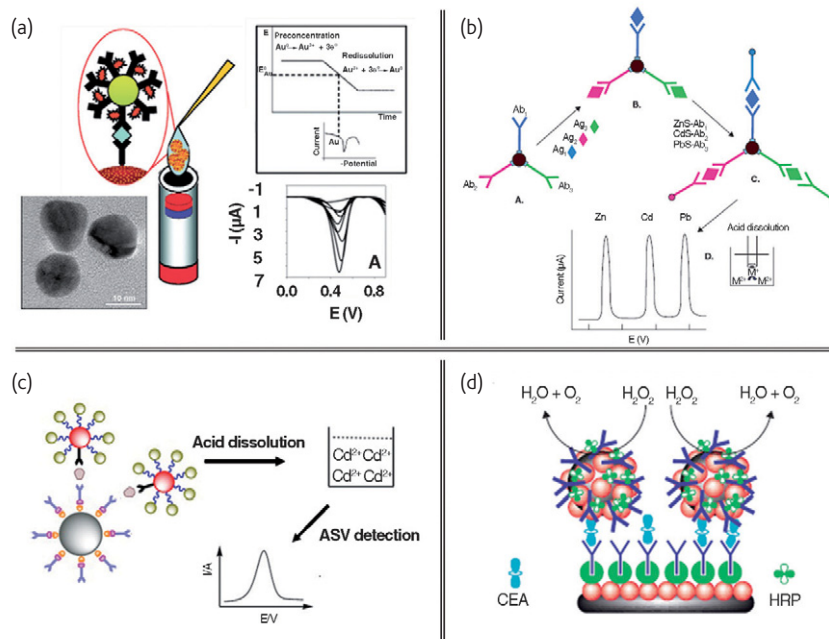 (a)
E
Preconcentration
Au⁰→ Au³⁺ + 3e⁻
Redissolution
Au³⁺ + 3e⁻→ Au⁰
Time
Current
Au
-Potential
-I (µA)
-1
1
3
5
7
A
0.0 0.4 0.8
E (V)
10 nm
(b)
Ab₁
Ab₂
Ab₃
A.
Ag₃
Ag₂
Ag₁
B.
ZnS-Ab₁
CdS-Ab₂
PbS-Ab₃
C.
Zn Cd Pb
D.
Acid dissolution
Current (µA)
E (V)
(c)
Acid dissolution
Cd²⁺ Cd²⁺
Cd²⁺ Cd²⁺
ASV detection
I/A
E/V
(d)
H₂O + O₂ H₂O₂ H₂O₂ H₂O + O₂
CEA
HRP